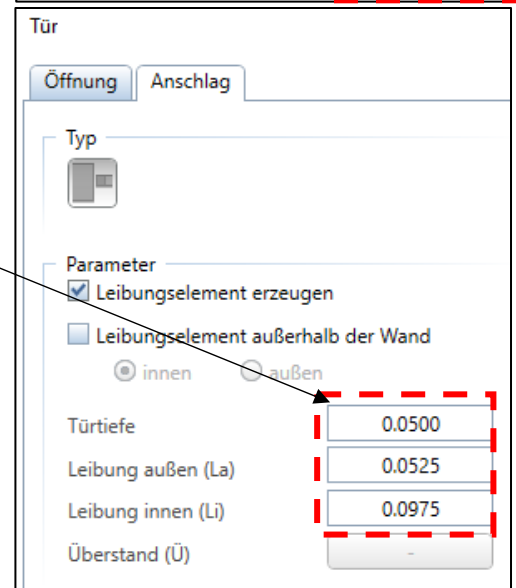 Tür
Öffnung Anschlag
Typ
Parameter
Leibungselement erzeugen
Leibungselement außerhalb der Wand
innen außen
Türtiefe 0.0500
Leibung außen (La) 0.0525
Leibung innen (Li) 0.0975
Überstand (Ü) -